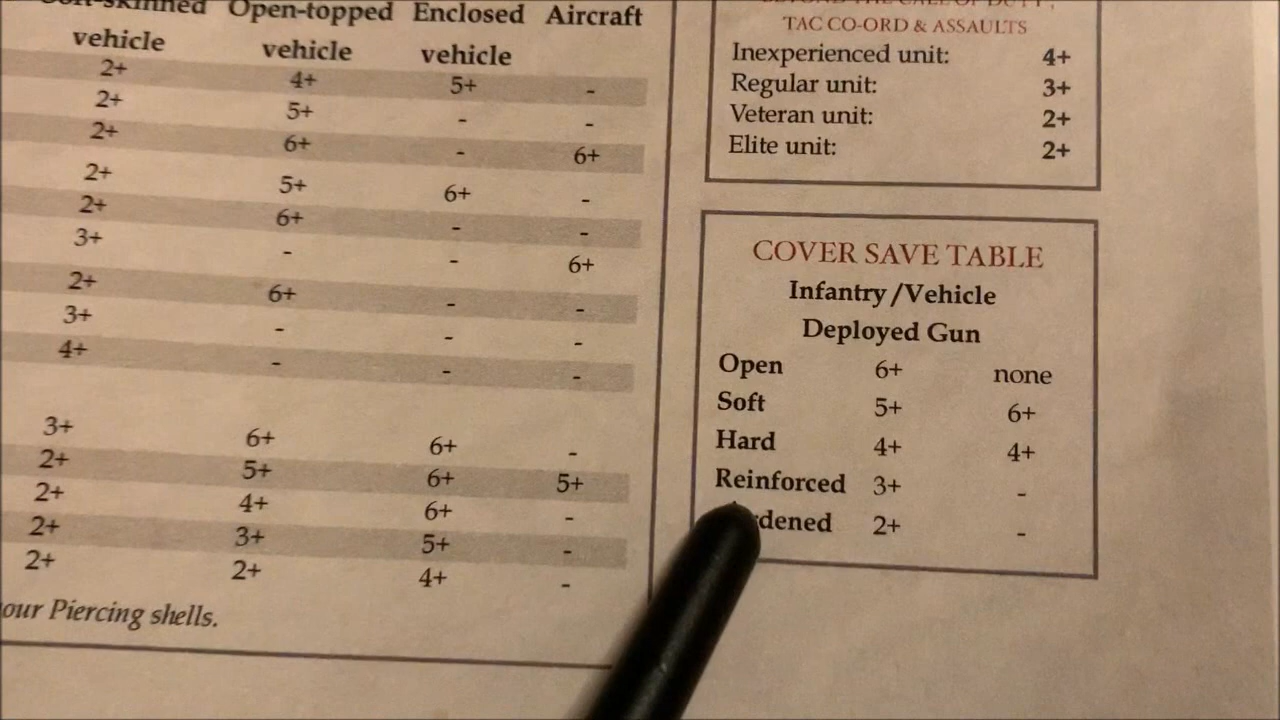 Open-topped Enclosed Aircraft
vehicle vehicle vehicle
2+ 4+ 5+ -
2+ 5+ - -
2+ 6+ - 6+
2+ 5+ 6+ -
2+ 6+ - -
3+ - - 6+
2+ 6+ - -
3+ - - -
4+ - - -
3+ 6+ 6+ -
2+ 5+ 6+ 5+
2+ 4+ 6+ -
2+ 3+ 5+ -
2+ 2+ 4+ -
our Piercing shells.
TAC CO-ORD & ASSAULTS
Inexperienced unit: 4+
Regular unit: 3+
Veteran unit: 2+
Elite unit: 2+
COVER SAVE TABLE
Infantry/Vehicle
Deployed Gun
Open 6+ none
Soft 5+ 6+
Hard 4+ 4+
Reinforced 3+ -
dened 2+ -